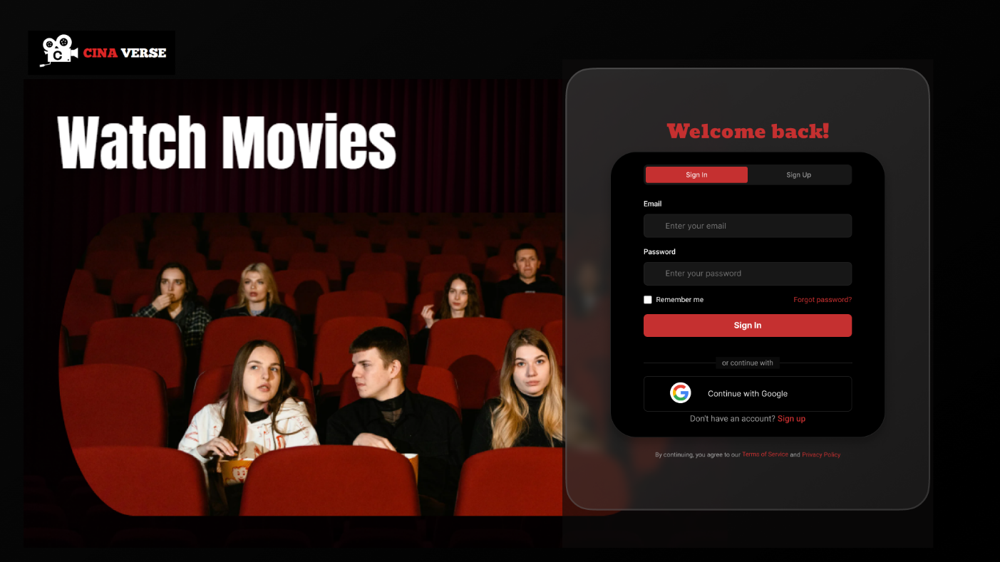 C
CINA VERSE
Watch Movies
Welcome back!
Sign In
Sign Up
Email
Enter your email
Password
Enter your password
Remember me
Forgot password?
Sign In
or continue with
G
Continue with Google
Don't have an account? Sign up
By continuing, you agree to our Terms of Service and Privacy Policy